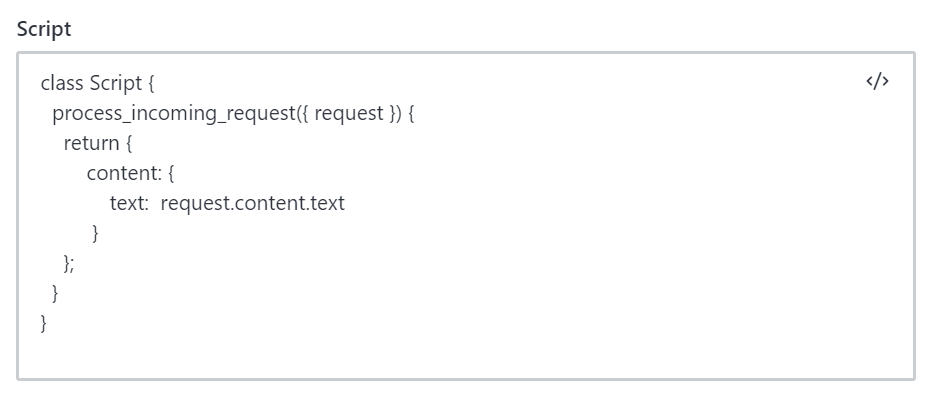 Script
class Script {
  process_incoming_request({ request }) {
    return {
        content: {
            text:  request.content.text
         }
    };
  }
}
</>